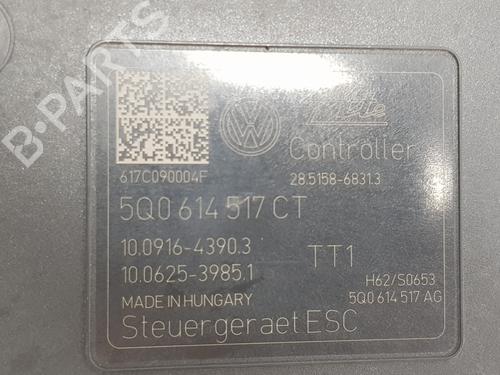 B-PARTS
Ate
Controller
617C090004F
28.5158-6831.3
5Q0 614 517 CT
10.0916-4390.3
10.0625-3985.1
TT1
H62/S0653
MADE IN HUNGARY
5Q0 614 517 AG
Steuergeraet ESC